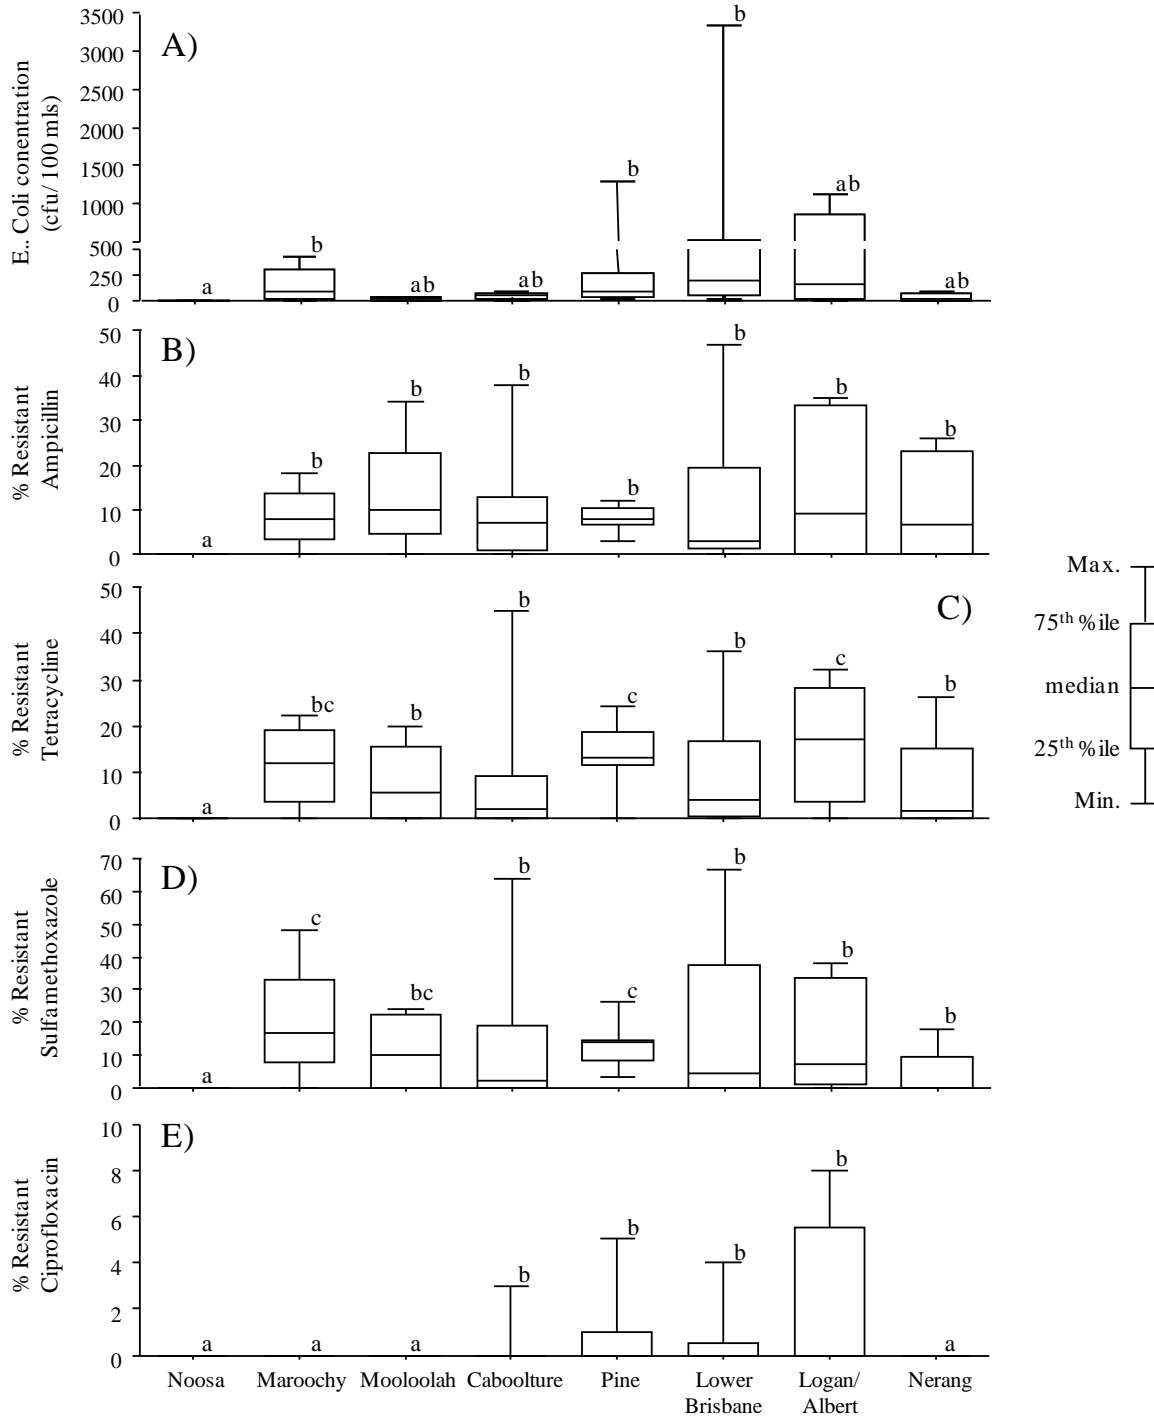 3500
3000
2500
2000
1500
1000
500
250
0
E.. Coli conentration
(cfu/ 100 mls)
A)
a
b
ab
ab
b
b
ab
ab
50
40
30
20
10
0
% Resistant
Ampicillin
B)
a
b
b
b
b
b
b
b
50
40
30
20
10
0
% Resistant
Tetracycline
C)
a
bc
b
b
c
b
c
b
Max.
75th %ile
median
25th %ile
Min.
70
60
50
40
30
20
10
0
% Resistant
Sulfamethoxazole
D)
a
c
bc
b
c
b
b
b
10
8
6
4
2
0
% Resistant
Ciprofloxacin
E)
a
a
a
b
b
b
b
a
Noosa
Maroochy
Mooloolah
Caboolture
Pine
Lower
Brisbane
Logan/
Albert
Nerang